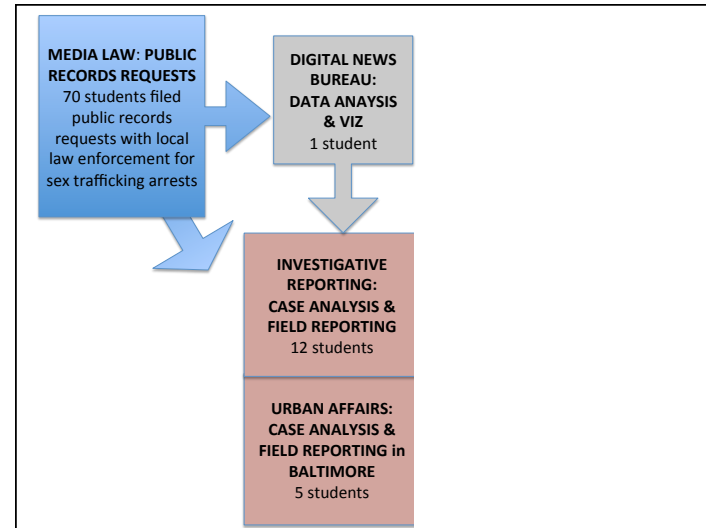 MEDIA LAW: PUBLIC
RECORDS REQUESTS
70 students filed
public records
requests with local
law enforcement for
sex trafficking arrests
DIGITAL NEWS
BUREAU:
DATA ANAYSIS
& VIZ
1 student
INVESTIGATIVE
REPORTING:
CASE ANALYSIS &
FIELD REPORTING
12 students
URBAN AFFAIRS:
CASE ANALYSIS &
FIELD REPORTING in
BALTIMORE
5 students